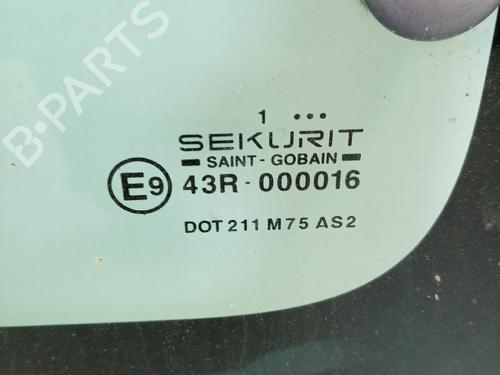 B-PARTS
1 •••
SEKURIT
SAINT-GOBAIN
E9 43R-000016
DOT 211 M75 AS2